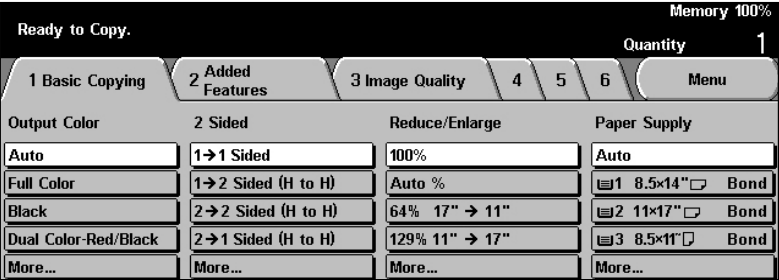 Memory 100%
Ready to Copy.
Quantity 1
1 Basic Copying
2 Added Features
3 Image Quality
4
5
6
Menu
Output Color
Auto
Full Color
Black
Dual Color-Red/Black
More...
2 Sided
1→1 Sided
1→2 Sided (H to H)
2→2 Sided (H to H)
2→1 Sided (H to H)
More...
Reduce/Enlarge
100%
Auto %
64% 17" → 11"
129% 11" → 17"
More...
Paper Supply
Auto
1 8.5×14" Bond
2 11×17" Bond
3 8.5×11" Bond
More...